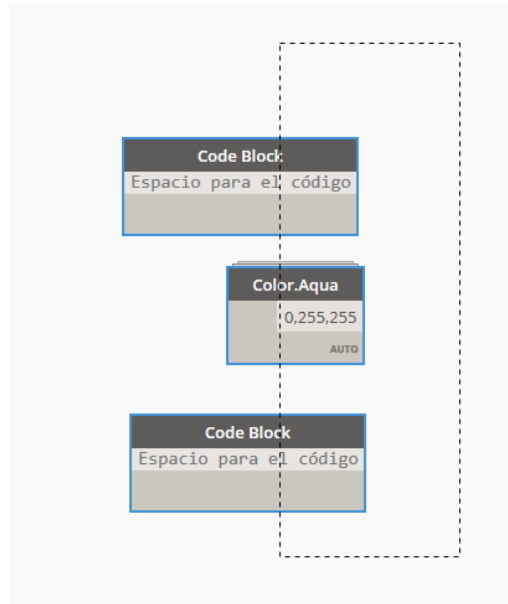 Code Block
Espacio para el código
Color.Aqua
0,255,255
AUTO
Code Block
Espacio para el código